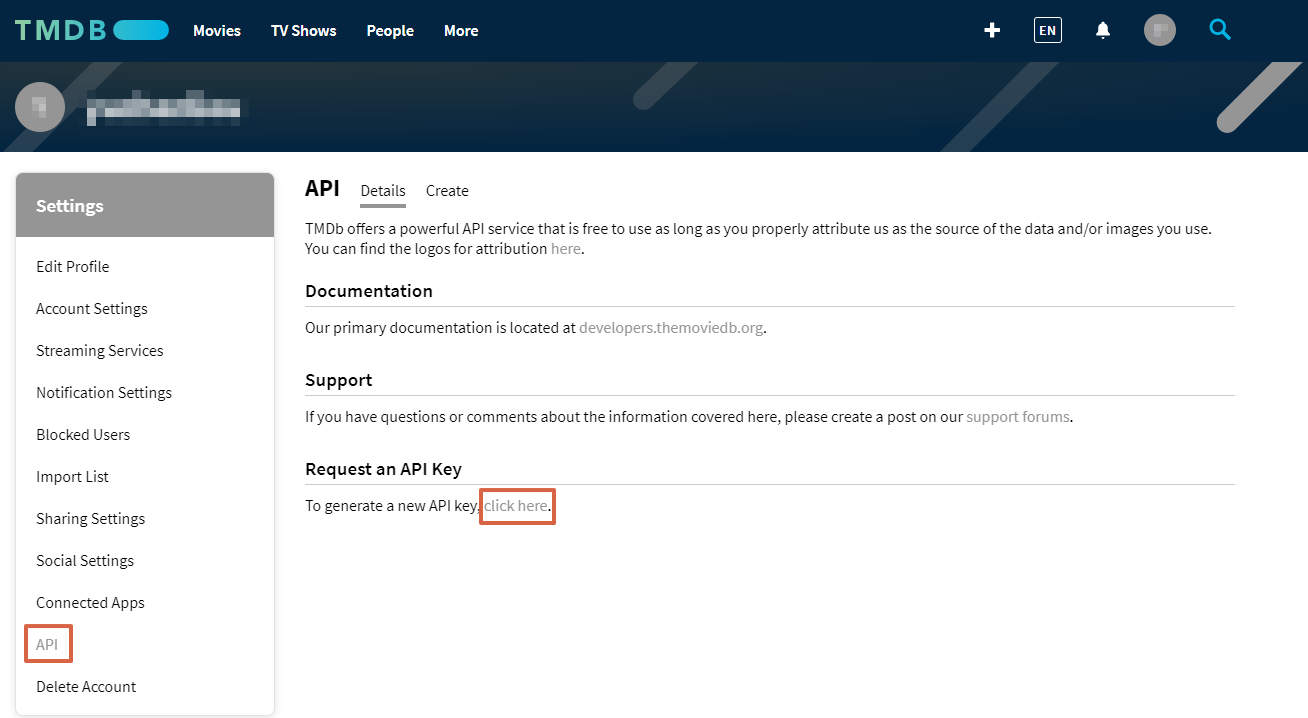 TMDB
Movies TV Shows People More
EN
Settings
Edit Profile
Account Settings
Streaming Services
Notification Settings
Blocked Users
Import List
Sharing Settings
Social Settings
Connected Apps
API
Delete Account
API Details Create
TMDb offers a powerful API service that is free to use as long as you properly attribute us as the source of the data and/or images you use.
You can find the logos for attribution here.
Documentation
Our primary documentation is located at developers.themoviedb.org.
Support
If you have questions or comments about the information covered here, please create a post on our support forums.
Request an API Key
To generate a new API key, click here.